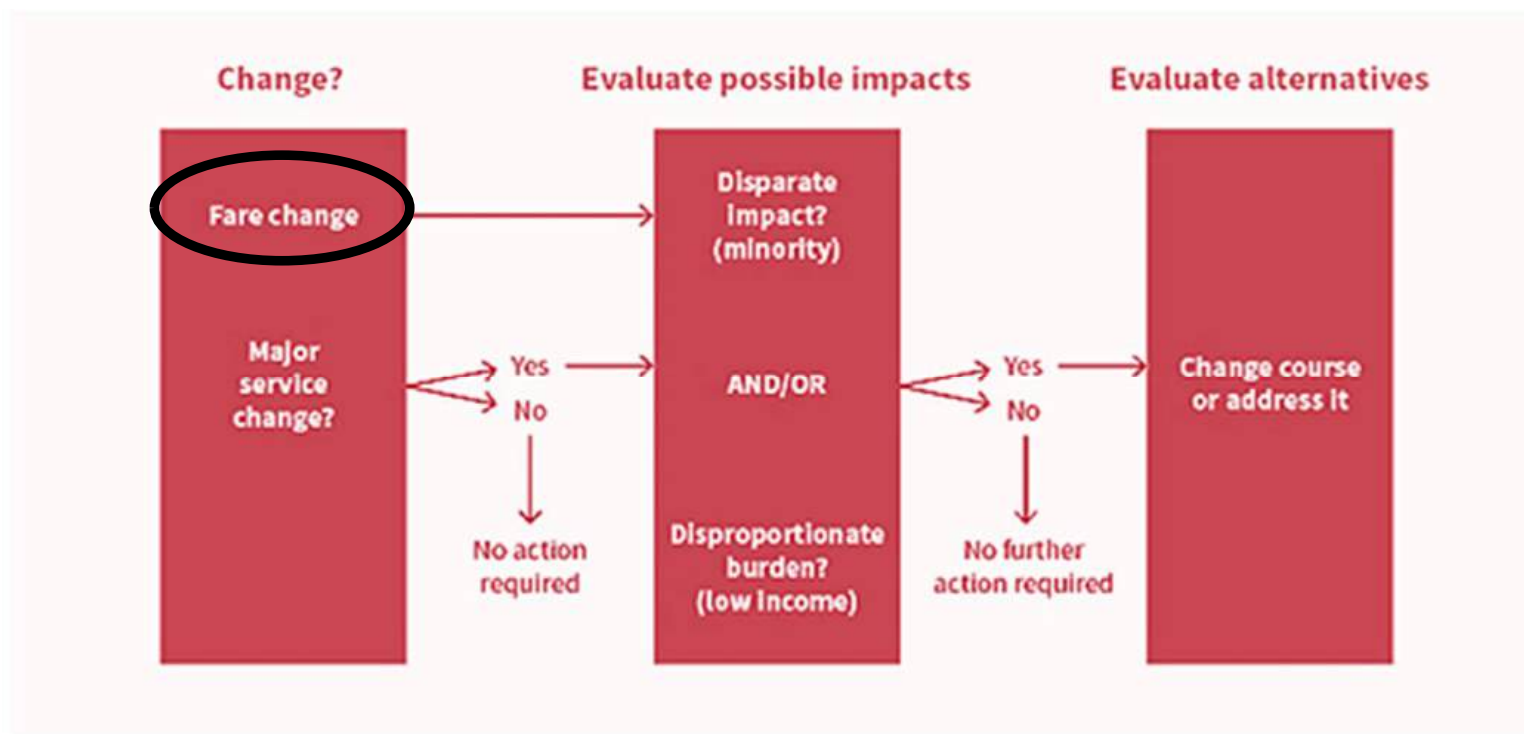 Change?
Fare change
Major
service
change?
Yes
No
No action
required
Evaluate possible impacts
Disparate
impact?
(minority)
AND/OR
Disproportionate
burden?
(low income)
Yes
No
No further
action required
Evaluate alternatives
Change course
or address it